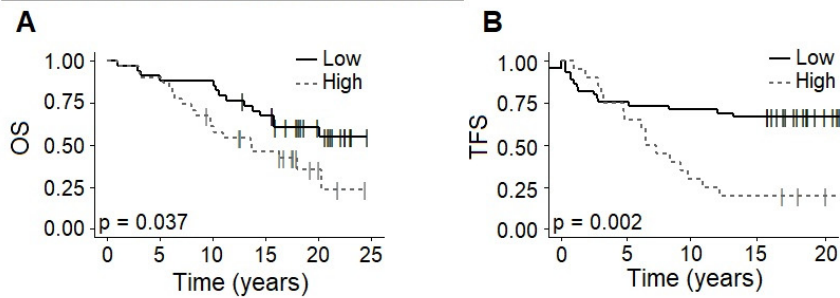 A
OS
1.00
0.75
0.50
0.25
0.00
Low
High
p = 0.037
0 5 10 15 20 25
Time (years)
B
TFS
1.00
0.75
0.50
0.25
0.00
Low
High
p = 0.002
0 5 10 15 20
Time (years)